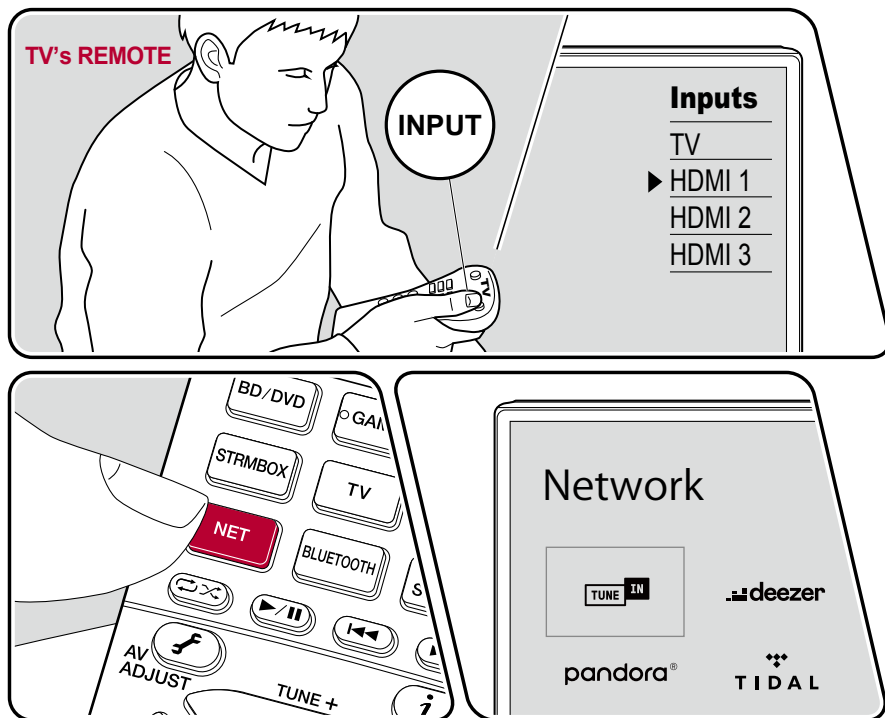 TV's REMOTE
INPUT
TV
Inputs
TV
HDMI 1
HDMI 2
HDMI 3
BD/DVD
STRMBOX
TV
NET
BLUETOOTH
AV
ADJUST
TUNE +
i
Network
TUNE IN
deezer
pandora®
TIDAL